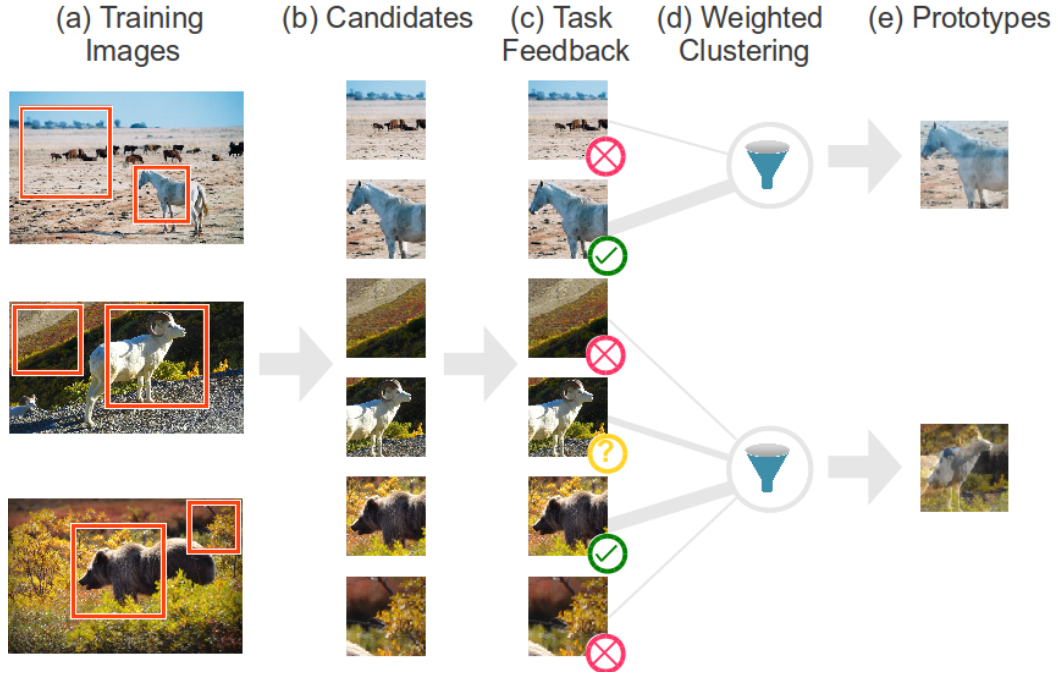 (a) Training
Images
(b) Candidates
(c) Task
Feedback
(d) Weighted
Clustering
(e) Prototypes
?